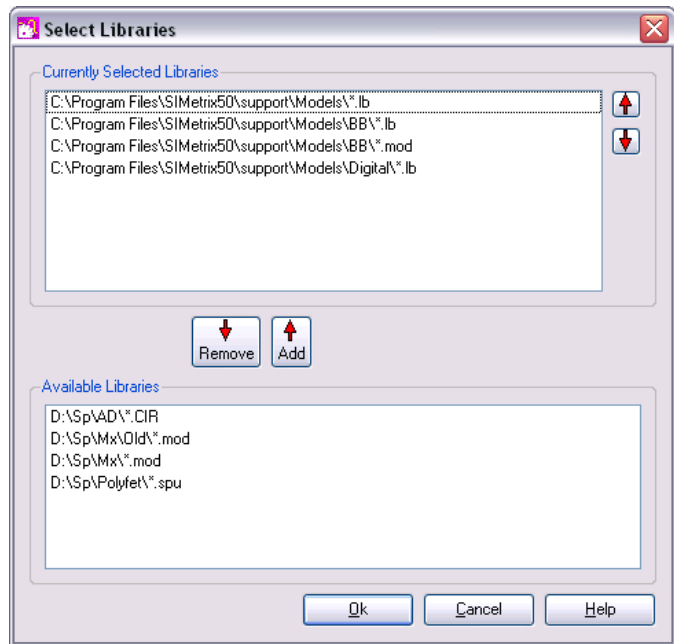 Select Libraries
Currently Selected Libraries
C:\Program Files\SIMetrix50\support\Models\*.lb
C:\Program Files\SIMetrix50\support\Models\BB\*.lb
C:\Program Files\SIMetrix50\support\Models\BB\*.mod
C:\Program Files\SIMetrix50\support\Models\Digital\*.lb
Remove
Add
Available Libraries
D:\Sp\AD\*.CIR
D:\Sp\Mx\Old\*.mod
D:\Sp\Mx\*.mod
D:\Sp\Polyfet\*.spu
Ok
Cancel
Help